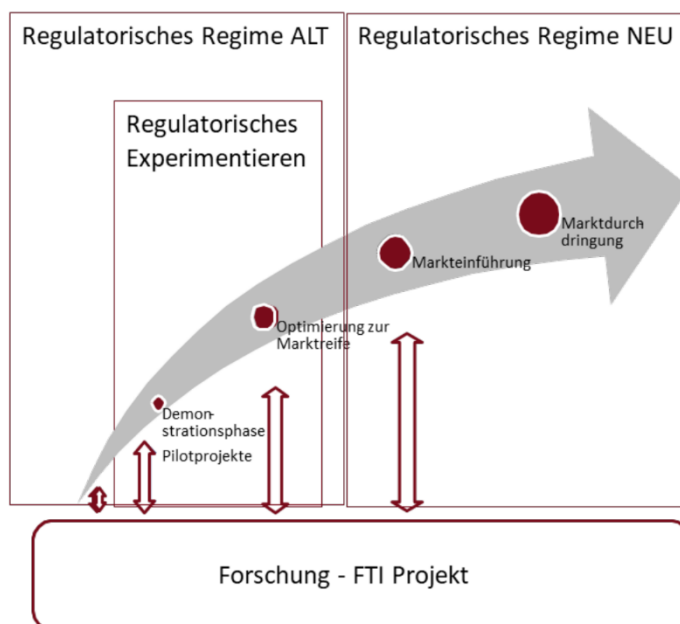 Regulatorisches Regime ALT
Regulatorisches Regime NEU
Regulatorisches
Experimentieren
Marktdurch-
dringung
Markteinführung
Optimierung zur
Marktreife
Demon-
strationsphase
Pilotprojekte
Forschung - FTI Projekt